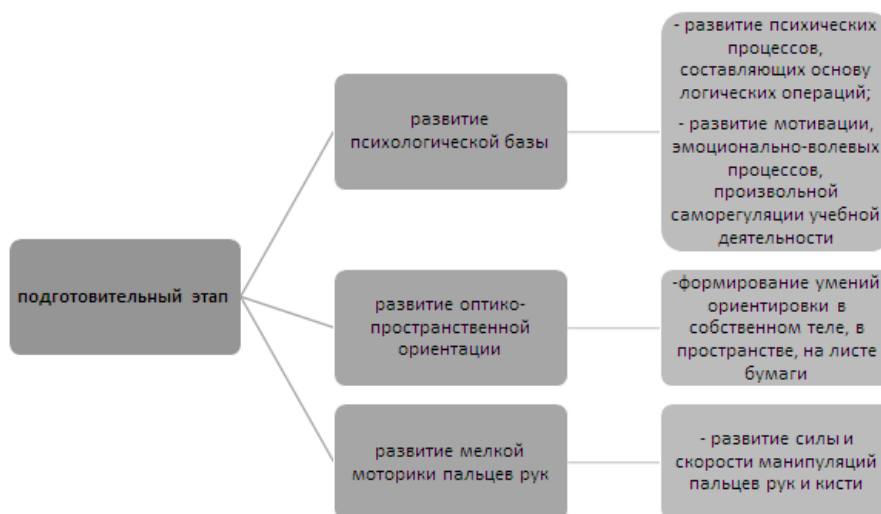 подготовительный этап
развитие
психологической базы
- развитие психических
процессов,
составляющих основу
логических операций;
- развитие мотивации,
эмоционально-волевых
процессов,
произвольной
саморегуляции учебной
деятельности
развитие оптико-
пространственной
ориентации
-формирование умений
ориентировки в
собственном теле, в
пространстве, на листе
бумаги
развитие мелкой
моторики пальцев рук
- развитие силы и
скорости манипуляций
пальцев рук и кисти